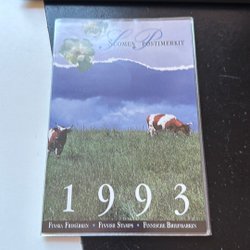 Suomen Postimerkit
1993
Finska Frimärken • Finnish Stamps • Finnische Briefmarken